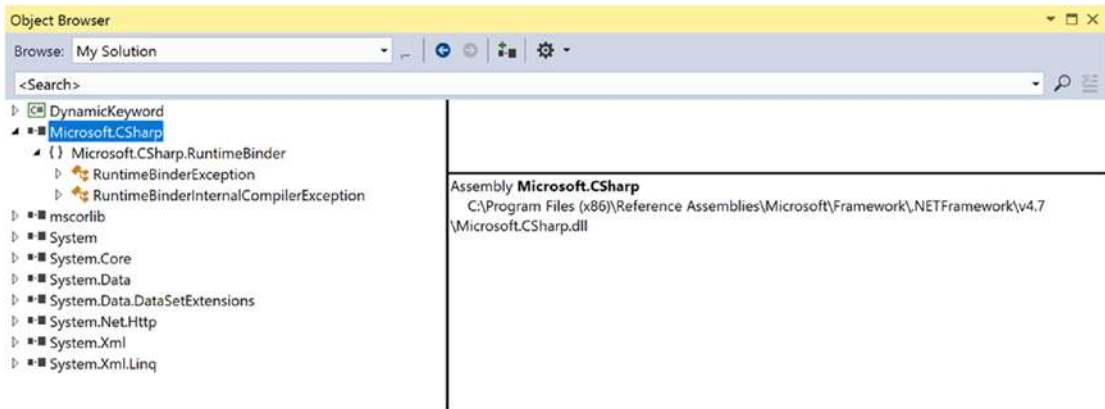 Object Browser
Browse: My Solution
<Search>
DynamicKeyword
Microsoft.CSharp
{ } Microsoft.CSharp.RuntimeBinder
RuntimeBinderException
RuntimeBinderInternalCompilerException
mscorlib
System
System.Core
System.Data
System.Data.DataSetExtensions
System.Net.Http
System.Xml
System.Xml.Linq
Assembly Microsoft.CSharp
C:\Program Files (x86)\Reference Assemblies\Microsoft\Framework\.NETFramework\v4.7
\Microsoft.CSharp.dll